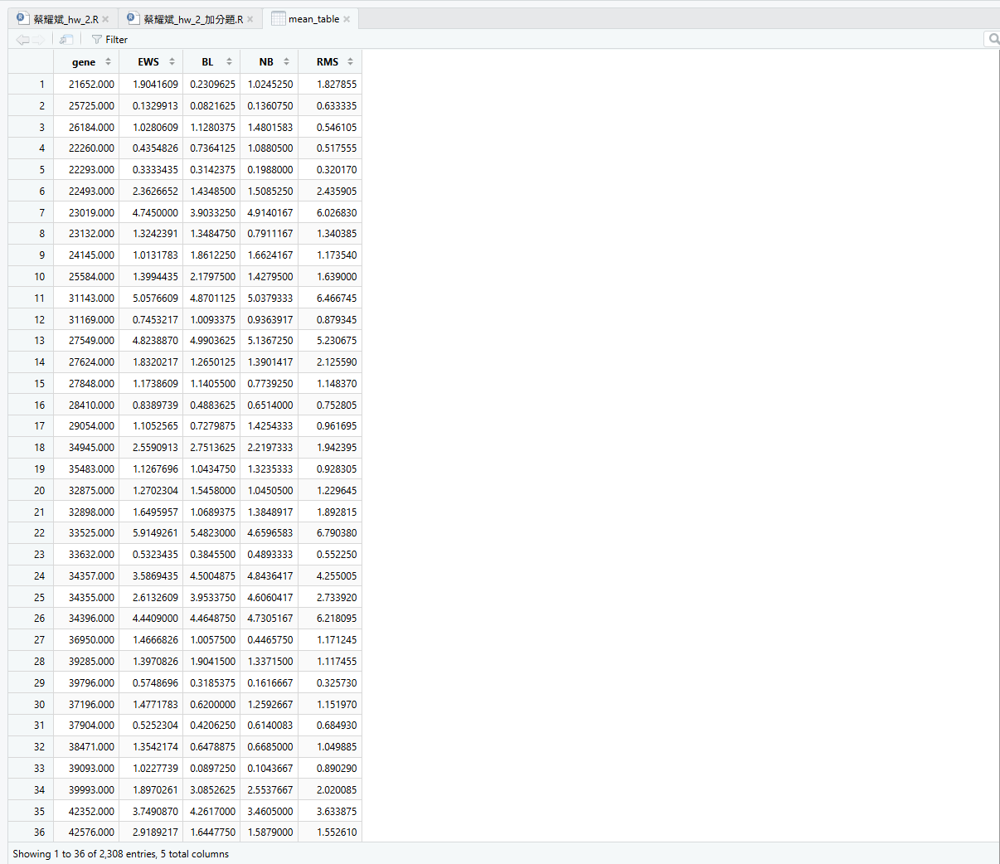 蔡耀斌_hw_2.R × 蔡耀斌_hw_2_加分題.R × mean_table ×
Filter
gene EWS BL NB RMS
1 21652.000 1.9041609 0.2309625 1.0245250 1.827855
2 25725.000 0.1329913 0.0821625 0.1360750 0.633335
3 26184.000 1.0280609 1.1280375 1.4801583 0.546105
4 22260.000 0.4354826 0.7364125 1.0880500 0.517555
5 22293.000 0.3333435 0.3142375 0.1988000 0.320170
6 22493.000 2.3626652 1.4348500 1.5085250 2.435905
7 23019.000 4.7450000 3.9033250 4.9140167 6.026830
8 23132.000 1.3242391 1.3484750 0.7911167 1.340385
9 24145.000 1.0131783 1.8612250 1.6624167 1.173540
10 25584.000 1.3994435 2.1797500 1.4279500 1.639000
11 31143.000 5.0576609 4.8701125 5.0379333 6.466745
12 31169.000 0.7453217 1.0093375 0.9363917 0.879345
13 27549.000 4.8238870 4.9903625 5.1367250 5.230675
14 27624.000 1.8320217 1.2650125 1.3901417 2.125590
15 27848.000 1.1738609 1.1405500 0.7739250 1.148370
16 28410.000 0.8389739 0.4883625 0.6514000 0.752805
17 29054.000 1.1052565 0.7279875 1.4254333 0.961695
18 34945.000 2.5590913 2.7513625 2.2197333 1.942395
19 35483.000 1.1267696 1.0434750 1.3235333 0.928305
20 32875.000 1.2702304 1.5458000 1.0450500 1.229645
21 32898.000 1.6495957 1.0689375 1.3848917 1.892815
22 33525.000 5.9149261 5.4823000 4.6596583 6.790380
23 33632.000 0.5323435 0.3845500 0.4893333 0.552250
24 34357.000 3.5869435 4.5004875 4.8436417 4.255005
25 34355.000 2.6132609 3.9533750 4.6060417 2.733920
26 34396.000 4.4409000 4.4648750 4.7305167 6.218095
27 36950.000 1.4666826 1.0057500 0.4465750 1.171245
28 39285.000 1.3970826 1.9041500 1.3371500 1.117455
29 39796.000 0.5748696 0.3185375 0.1616667 0.325730
30 37196.000 1.4771783 0.6200000 1.2592667 1.151970
31 37904.000 0.5252304 0.4206250 0.6140083 0.684930
32 38471.000 1.3542174 0.6478875 0.6685000 1.049885
33 39093.000 1.0227739 0.0897250 0.1043667 0.890290
34 39993.000 1.8970261 3.0852625 2.5537667 2.020085
35 42352.000 3.7490870 4.2617000 3.4605000 3.633875
36 42576.000 2.9189217 1.6447750 1.5879000 1.552610
Showing 1 to 36 of 2,308 entries, 5 total columns